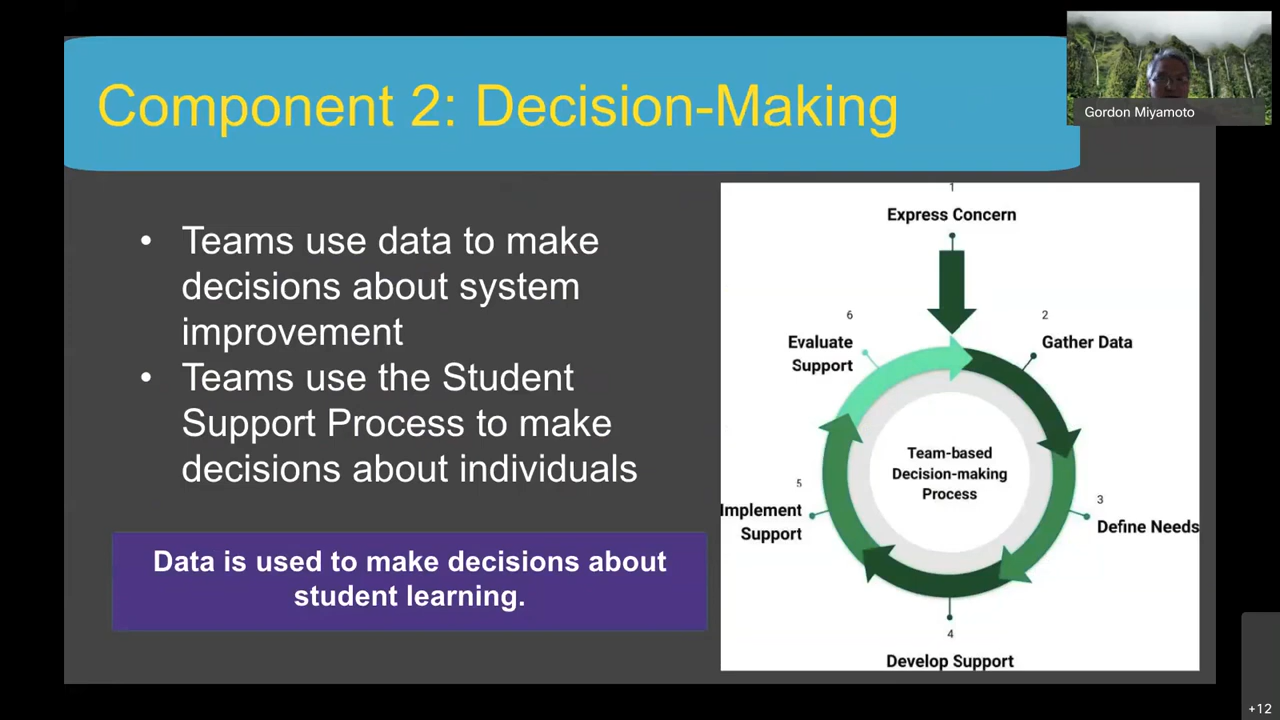 Component 2: Decision-Making
Gordon Miyamoto
• Teams use data to make
decisions about system
improvement
• Teams use the Student
Support Process to make
decisions about individuals
Data is used to make decisions about
student learning.
1
Express Concern
2
Gather Data
3
Define Needs
4
Develop Support
5
Implement
Support
6
Evaluate
Support
Team-based
Decision-making
Process
+12